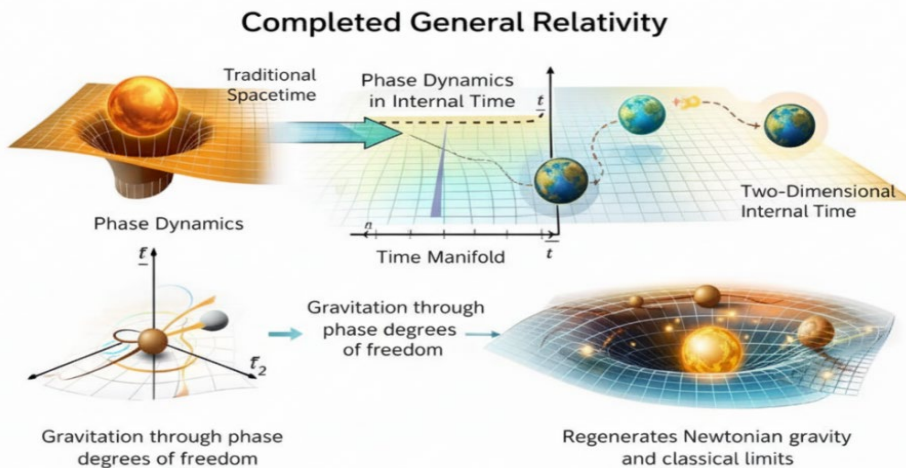 Completed General Relativity
Traditional
Spacetime
Phase Dynamics
in Internal Time
t
Two-Dimensional
Internal Time
Phase Dynamics
n
t
Time Manifold
t
t̄₂
Gravitation through
phase degrees
of freedom
Gravitation through phase
degrees of freedom
Regenerates Newtonian gravity
and classical limits